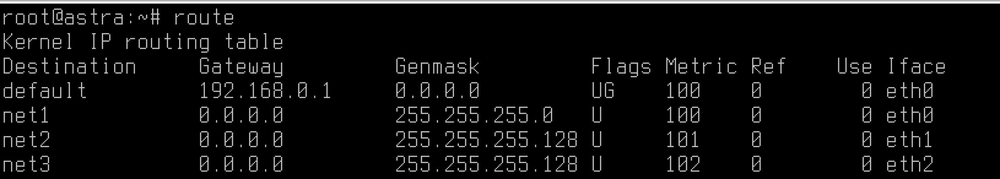 root@astra:~# route
Kernel IP routing table
Destination     Gateway         Genmask         Flags Metric Ref    Use Iface
default         192.168.0.1     0.0.0.0         UG    100    0        0 eth0
net1            0.0.0.0         255.255.255.0   U     100    0        0 eth0
net2            0.0.0.0         255.255.255.128 U     101    0        0 eth1
net3            0.0.0.0         255.255.255.128 U     102    0        0 eth2